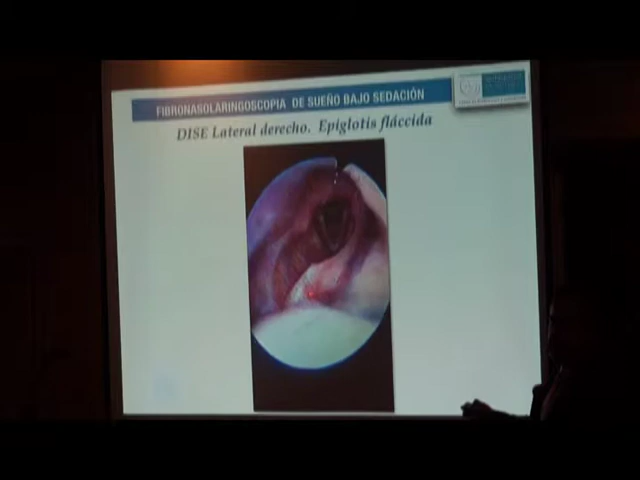 FIBRONASOLARINGOSCOPIA DE SUEÑO BAJO SEDACIÓN
DISE Lateral derecho. Epiglotis fláccida